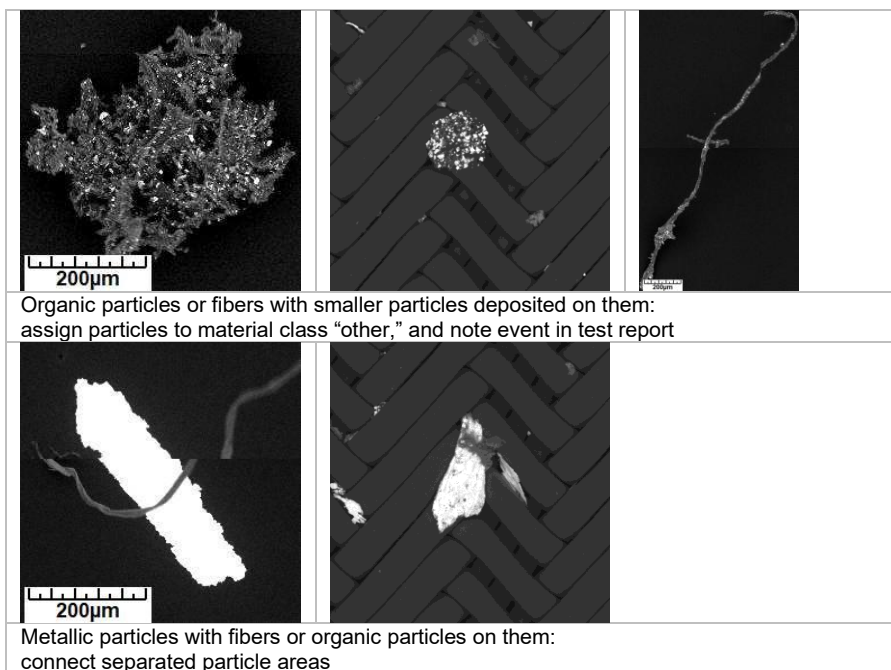 200µm
200µm
Organic particles or fibers with smaller particles deposited on them:
assign particles to material class “other,” and note event in test report
200µm
Metallic particles with fibers or organic particles on them:
connect separated particle areas